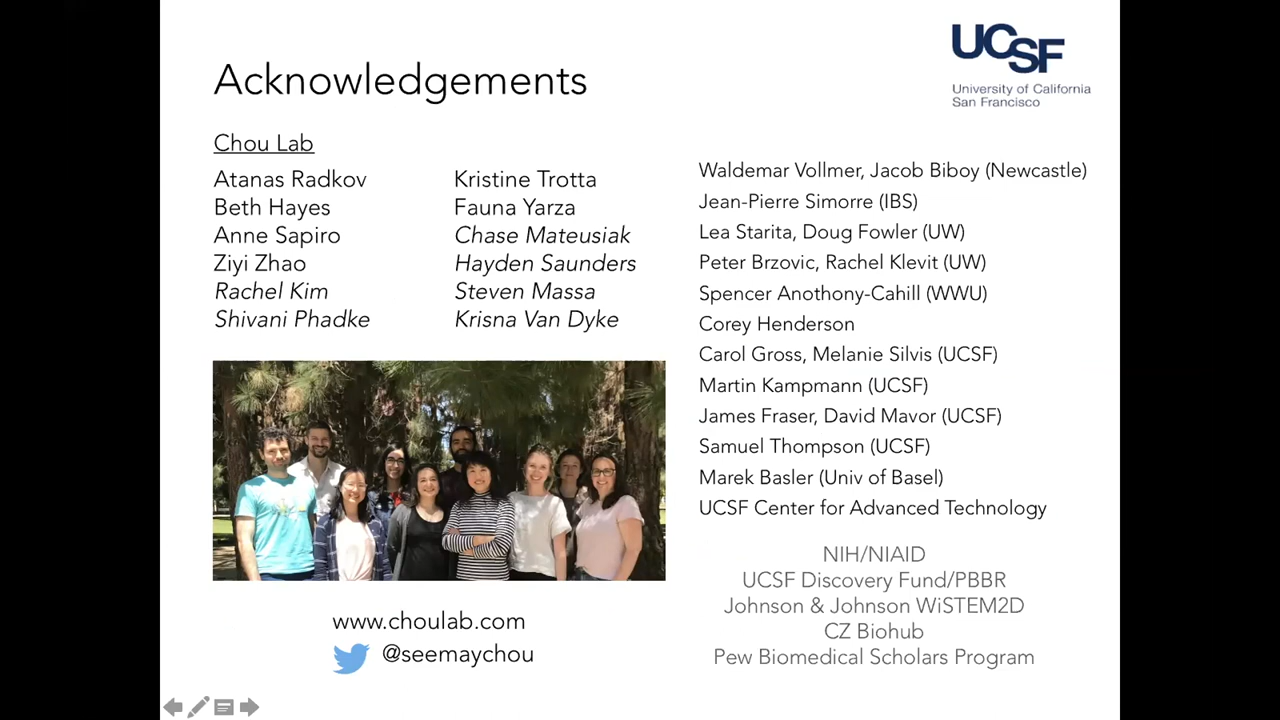 UCSF
University of California
San Francisco
Acknowledgements
Chou Lab
Atanas Radkov
Beth Hayes
Anne Sapiro
Ziyi Zhao
Rachel Kim
Shivani Phadke
Kristine Trotta
Fauna Yarza
Chase Mateusiak
Hayden Saunders
Steven Massa
Krisna Van Dyke
Waldemar Vollmer, Jacob Biboy (Newcastle)
Jean-Pierre Simorre (IBS)
Lea Starita, Doug Fowler (UW)
Peter Brzovic, Rachel Klevit (UW)
Spencer Anothony-Cahill (WWU)
Corey Henderson
Carol Gross, Melanie Silvis (UCSF)
Martin Kampmann (UCSF)
James Fraser, David Mavor (UCSF)
Samuel Thompson (UCSF)
Marek Basler (Univ of Basel)
UCSF Center for Advanced Technology
NIH/NIAID
UCSF Discovery Fund/PBBR
Johnson & Johnson WiSTEM2D
CZ Biohub
Pew Biomedical Scholars Program
www.choulab.com
@seemaychou